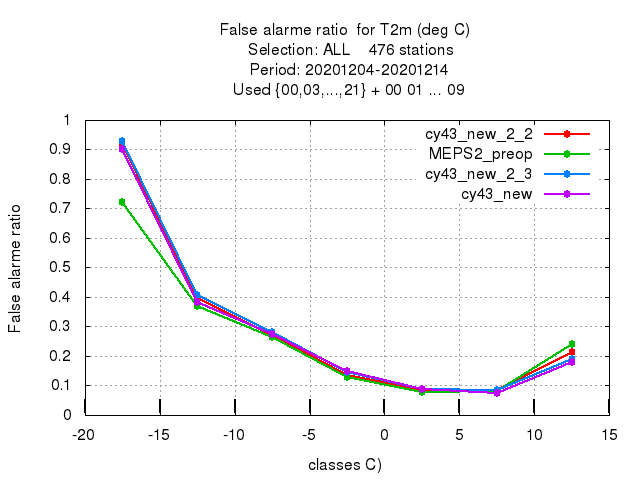 False alarme ratio  for T2m (deg C)
Selection: ALL    476 stations
Period: 20201204-20201214
Used {00,03,...,21} + 00 01 ... 09
cy43_new_2_2
MEPS2_preop
cy43_new_2_3
cy43_new
False alarme ratio
1
0.9
0.8
0.7
0.6
0.5
0.4
0.3
0.2
0.1
0
-20 -15 -10 -5 0 5 10 15
classes C)